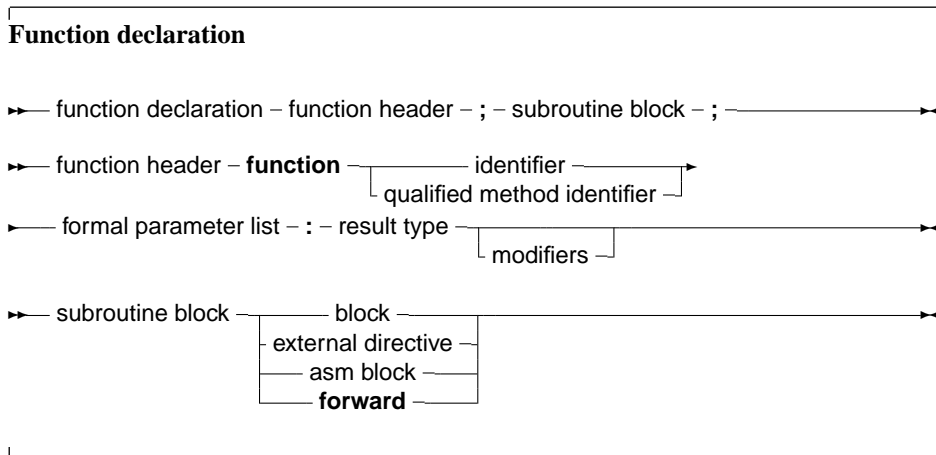 Function declaration
function declaration – function header – ; – subroutine block – ;
function header – function identifier
qualified method identifier
formal parameter list – : – result type
modifiers
subroutine block – block
external directive
asm block
forward